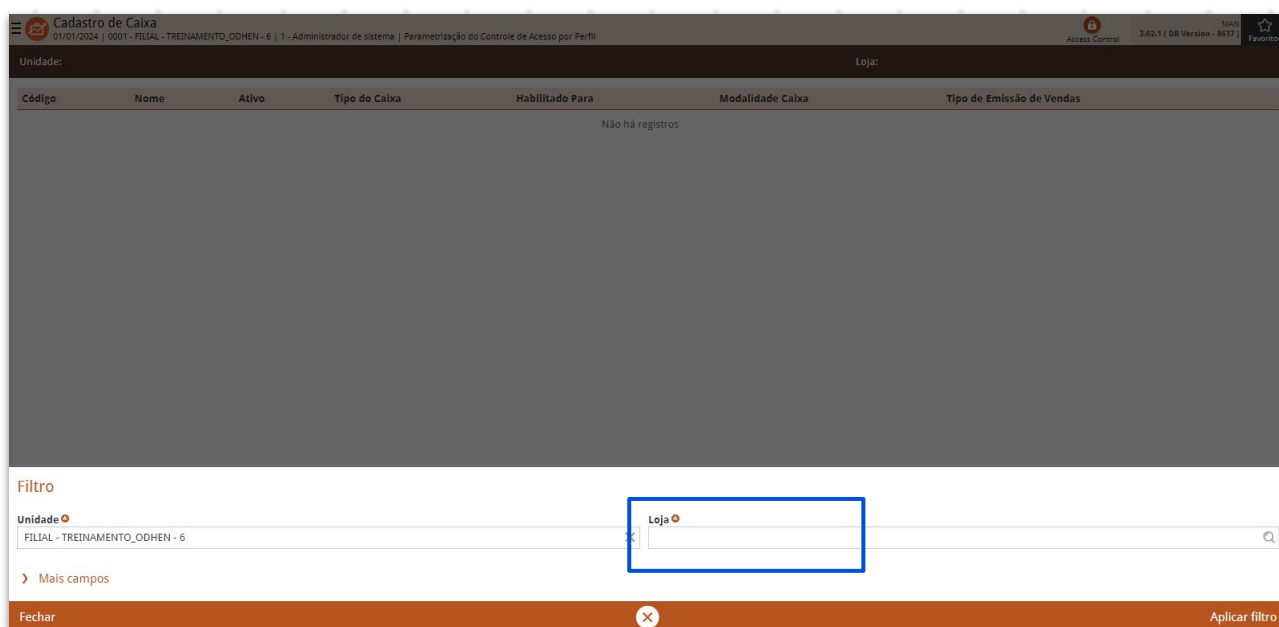 Cadastro de Caixa
01/01/2024 | 0001 - FILIAL - TREINAMENTO_ODHEN - 6 | 1 - Administrador de sistema | Parametrização do Controle de Acesso por Perfil
Access Control
MAN
3.62.1 ( DB Version - 8637 )
Favoritos
Unidade: Loja:
Código Nome Ativo Tipo do Caixa Habilitado Para Modalidade Caixa Tipo de Emissão de Vendas
Não há registros
Filtro
Unidade Loja
FILIAL - TREINAMENTO_ODHEN - 6
Mais campos
Fechar Aplicar filtro